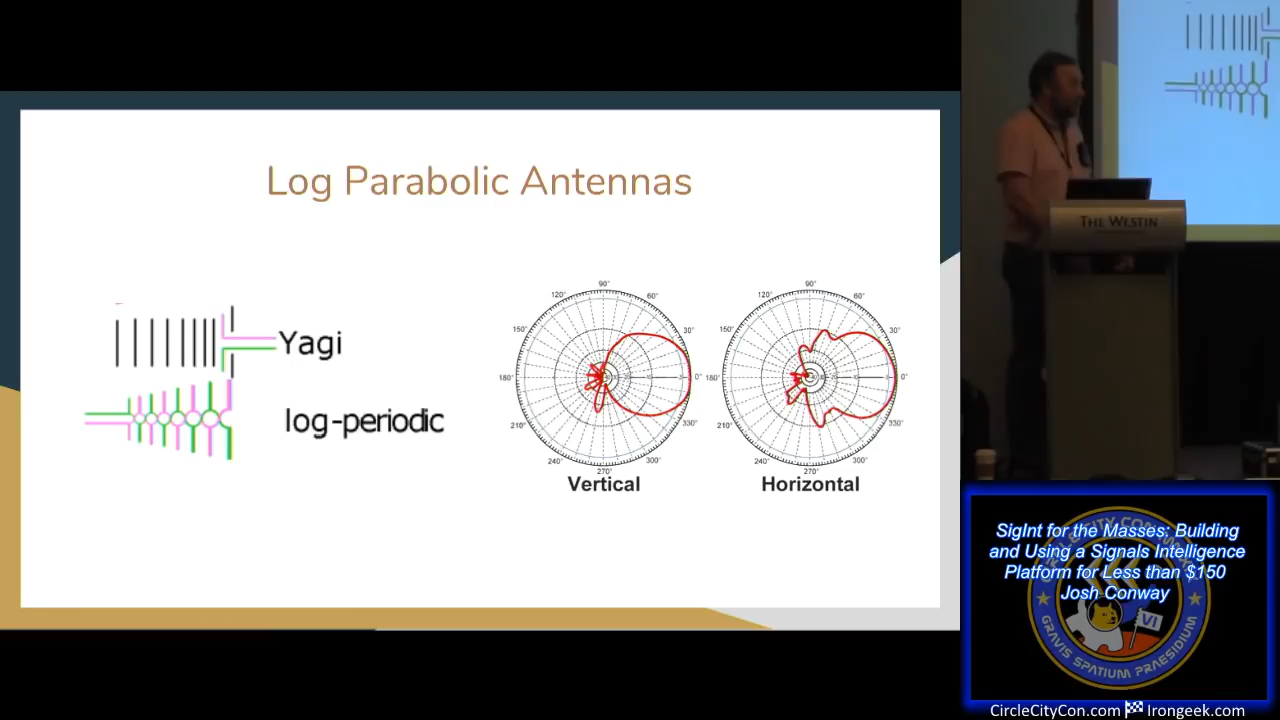 Log Parabolic Antennas
Yagi
log-periodic
90°
120°
60°
150°
30°
180°
0°
210°
330°
240°
300°
270°
Vertical
90°
120°
60°
150°
30°
180°
0°
210°
330°
240°
300°
270°
Horizontal
THE WESTIN
SigInt for the Masses: Building
and Using a Signals Intelligence
Platform for Less than $150
Josh Conway
CIRCLE CITY CON
VI
GRAVIS SPATIUM PRAESIDIUM
CircleCityCon.com Irongeek.com